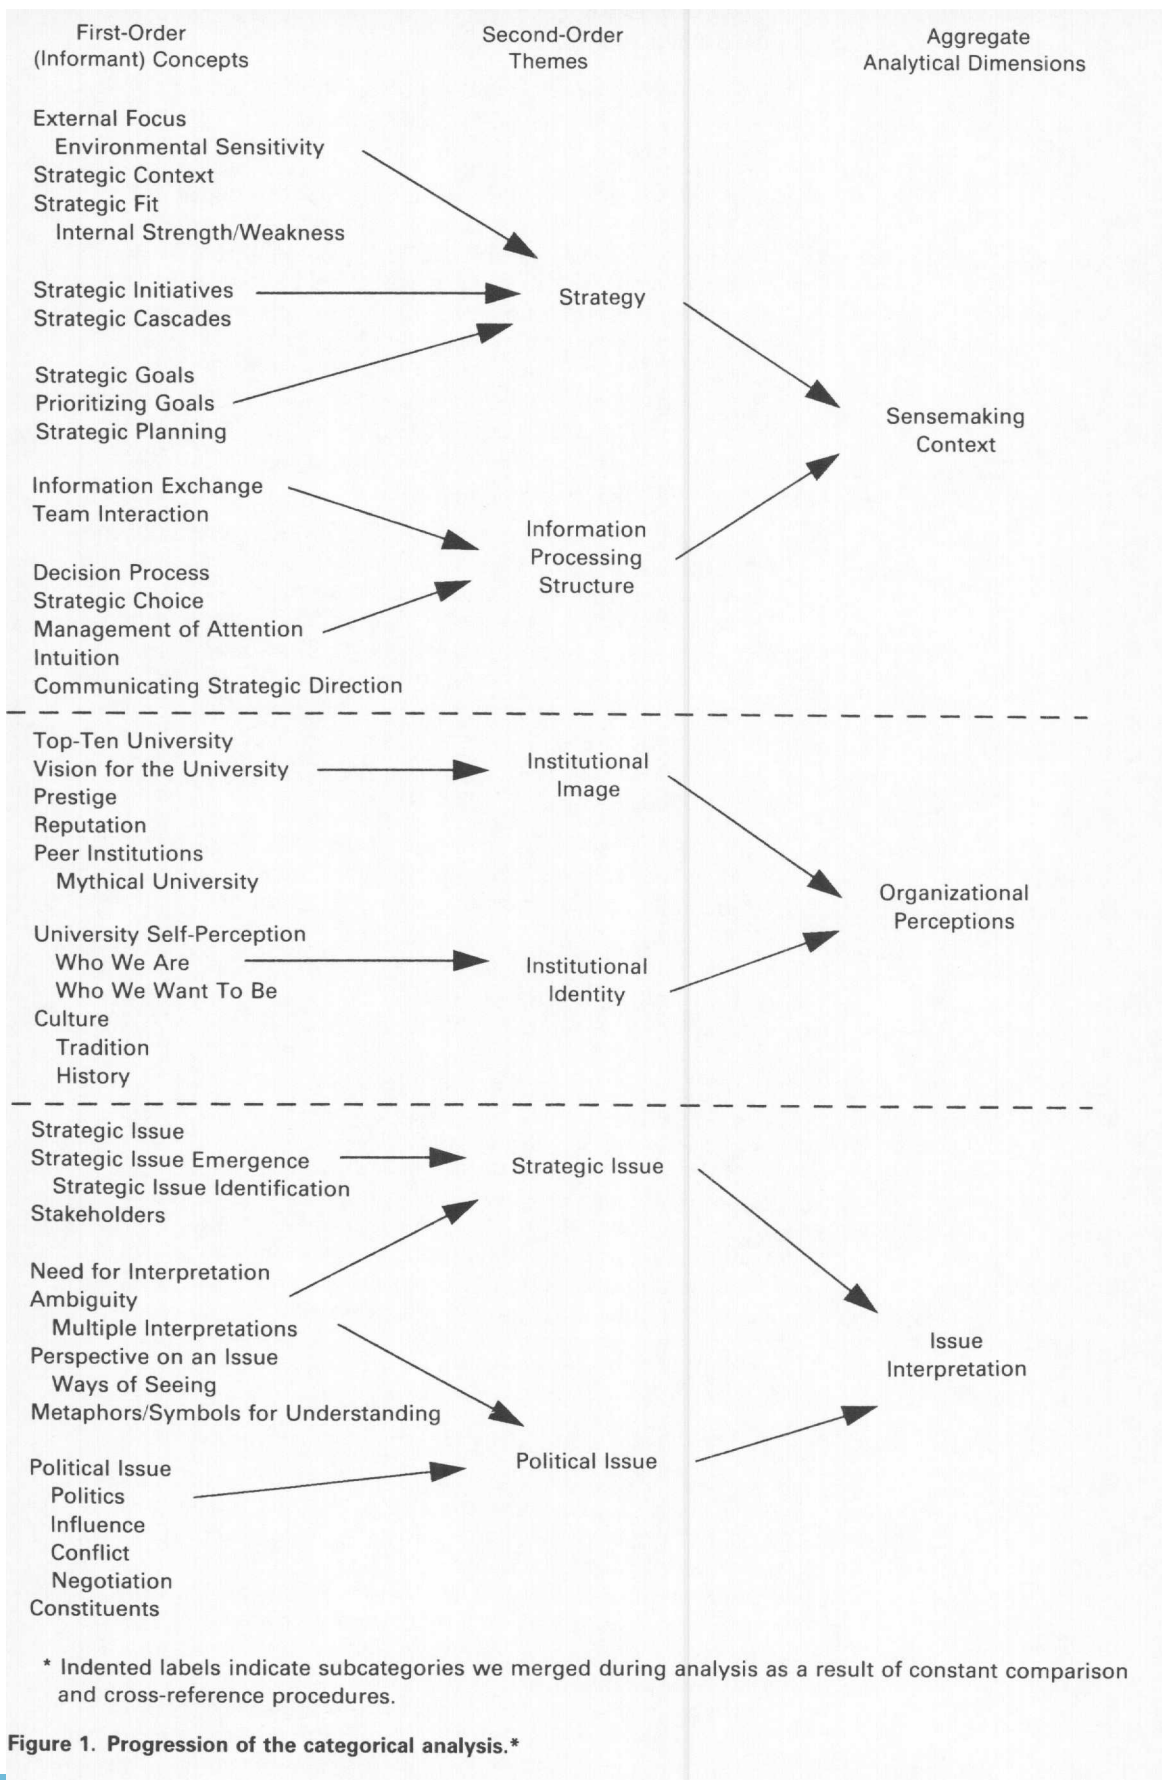 First-Order
(Informant) Concepts
Second-Order
Themes
Aggregate
Analytical Dimensions
External Focus
Environmental Sensitivity
Strategic Context
Strategic Fit
Internal Strength/Weakness
Strategic Initiatives
Strategic Cascades
Strategic Goals
Prioritizing Goals
Strategic Planning
Strategy
Information Exchange
Team Interaction
Decision Process
Strategic Choice
Management of Attention
Intuition
Communicating Strategic Direction
Information
Processing
Structure
Sensemaking
Context
Top-Ten University
Vision for the University
Prestige
Reputation
Peer Institutions
Mythical University
Institutional
Image
University Self-Perception
Who We Are
Who We Want To Be
Culture
Tradition
History
Institutional
Identity
Organizational
Perceptions
Strategic Issue
Strategic Issue Emergence
Strategic Issue Identification
Stakeholders
Strategic Issue
Need for Interpretation
Ambiguity
Multiple Interpretations
Perspective on an Issue
Ways of Seeing
Metaphors/Symbols for Understanding
Political Issue
Politics
Influence
Conflict
Negotiation
Constituents
Political Issue
Issue
Interpretation
* Indented labels indicate subcategories we merged during analysis as a result of constant comparison
and cross-reference procedures.
Figure 1. Progression of the categorical analysis.*